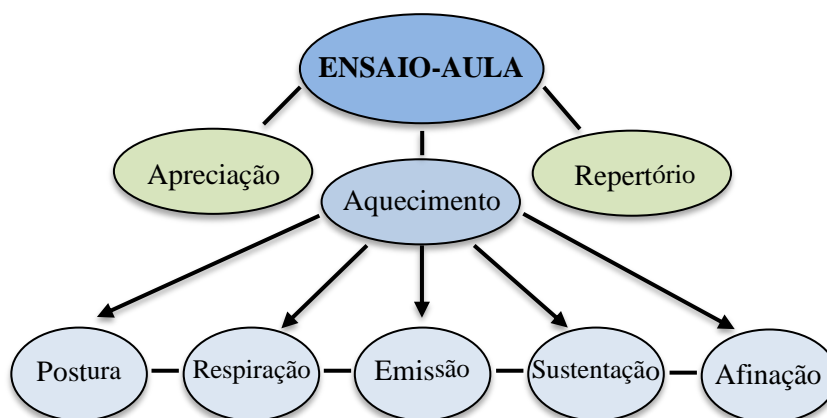 ENSAIO-AULA
Apreciação
Repertório
Aquecimento
Postura
Respiração
Emissão
Sustentação
Afinação